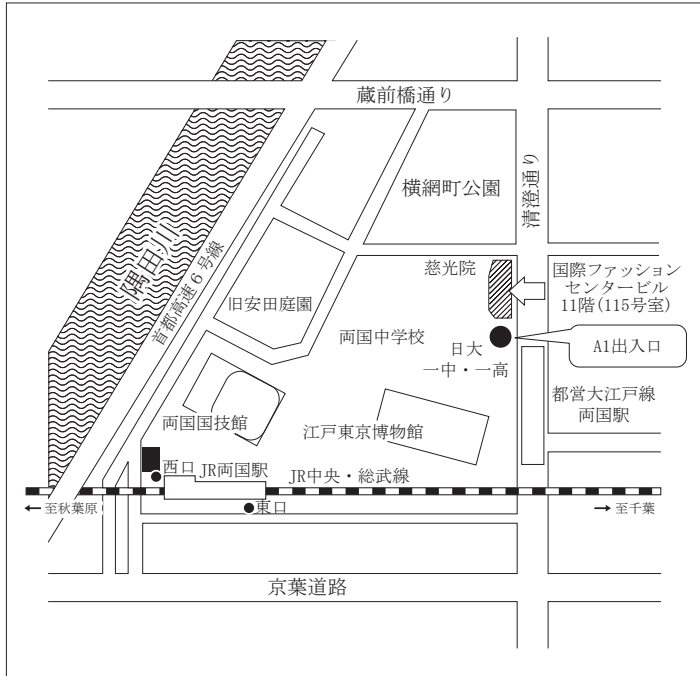 蔵前橋通り
横網町公園
清澄通り
隅田川
首都高速6号線
慈光院
国際ファッション
センタービル
11階(115号室)
旧安田庭園
両国中学校
日大
一中・一高
A1出入口
都営大江戸線
両国駅
両国国技館
江戸東京博物館
西口
JR両国駅
JR中央・総武線
←至秋葉原
東口
→至千葉
京葉道路